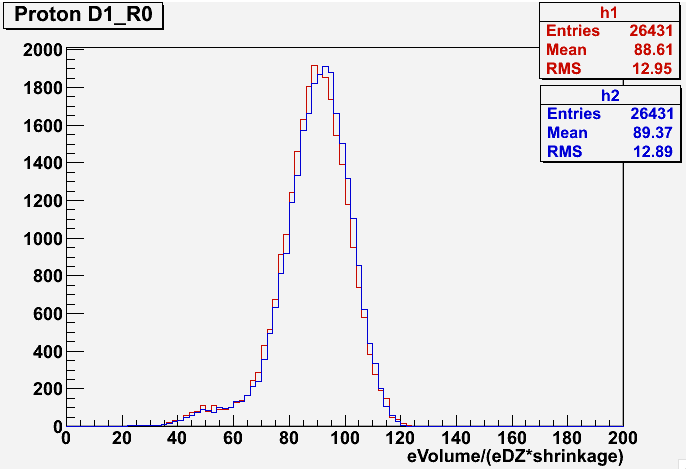 Proton D1_R0
h1
Entries 26431
Mean 88.61
RMS 12.95
h2
Entries 26431
Mean 89.37
RMS 12.89
2000
1800
1600
1400
1200
1000
800
600
400
200
0
0 20 40 60 80 100 120 140 160 180 200
eVolume/(eDZ*shrinkage)